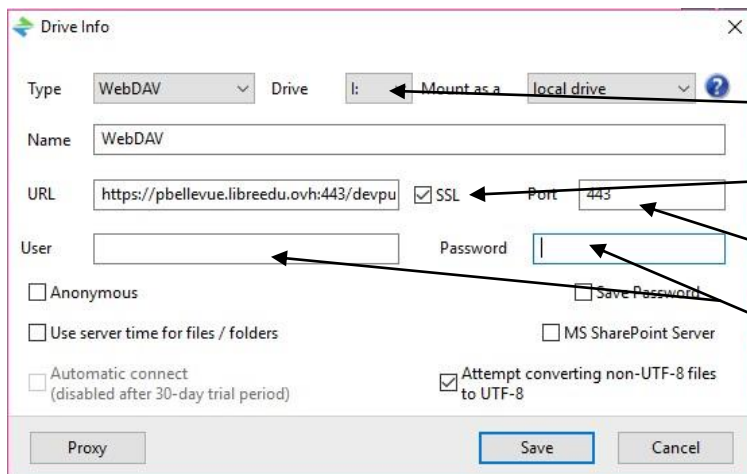 Drive Info
Type WebDAV Drive I: Mount as a local drive
Name WebDAV
URL https://pbellevue.libreedu.ovh:443/devpu SSL Port 443
User Password
Anonymous Save Password
Use server time for files / folders MS SharePoint Server
Automatic connect Attempt converting non-UTF-8 files
(disabled after 30-day trial period) to UTF-8
Proxy Save Cancel